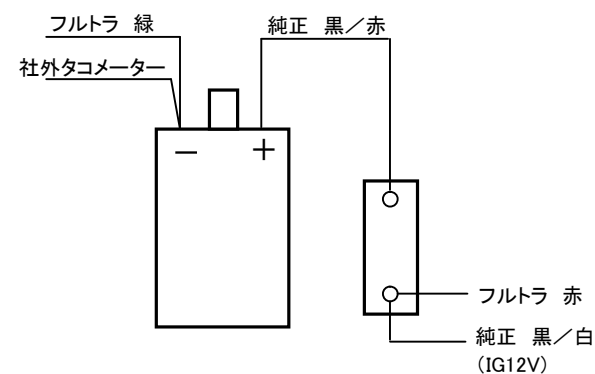 フルトラ 緑
純正 黒／赤
社外タコメーター
－ ＋
フルトラ 赤
純正 黒／白
(IG12V)